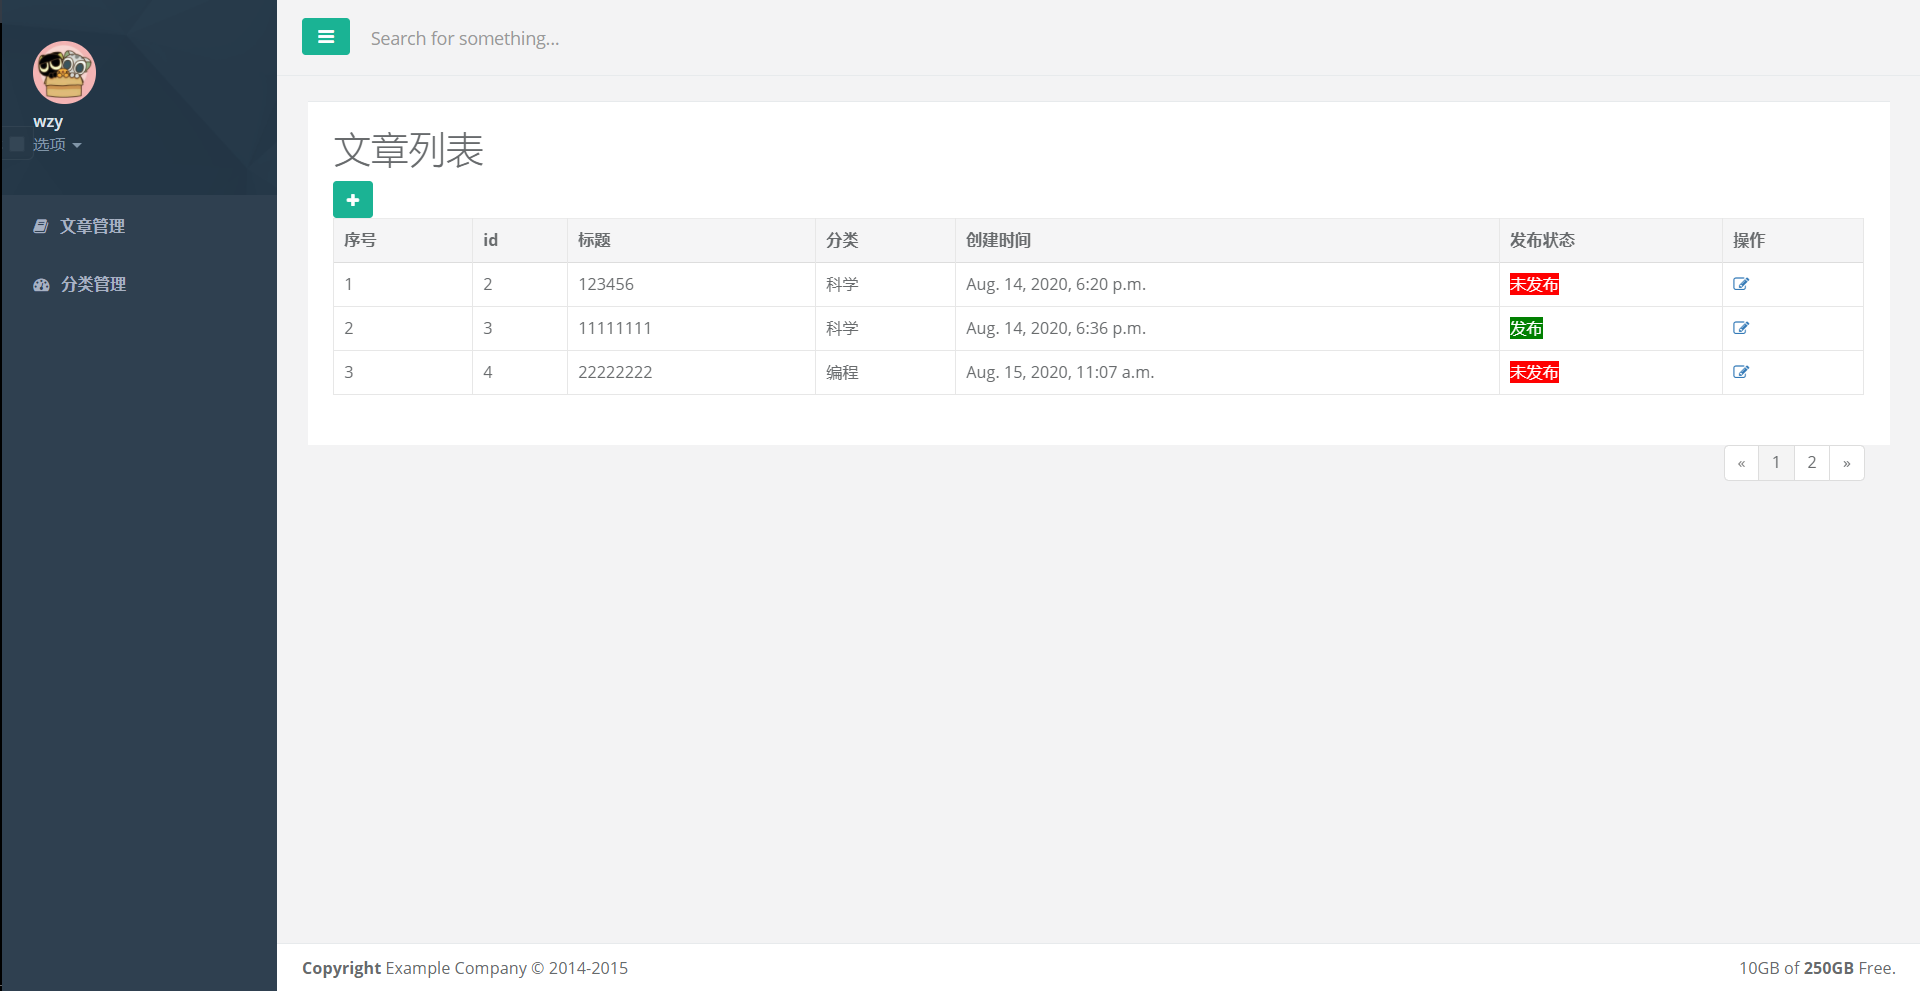 wzy
选项
文章管理
分类管理
Search for something...
文章列表
序号 id 标题 分类 创建时间 发布状态 操作
1 2 123456 科学 Aug. 14, 2020, 6:20 p.m. 未发布
2 3 11111111 科学 Aug. 14, 2020, 6:36 p.m. 发布
3 4 22222222 编程 Aug. 15, 2020, 11:07 a.m. 未发布
« 1 2 »
Copyright Example Company © 2014-2015
10GB of 250GB Free.